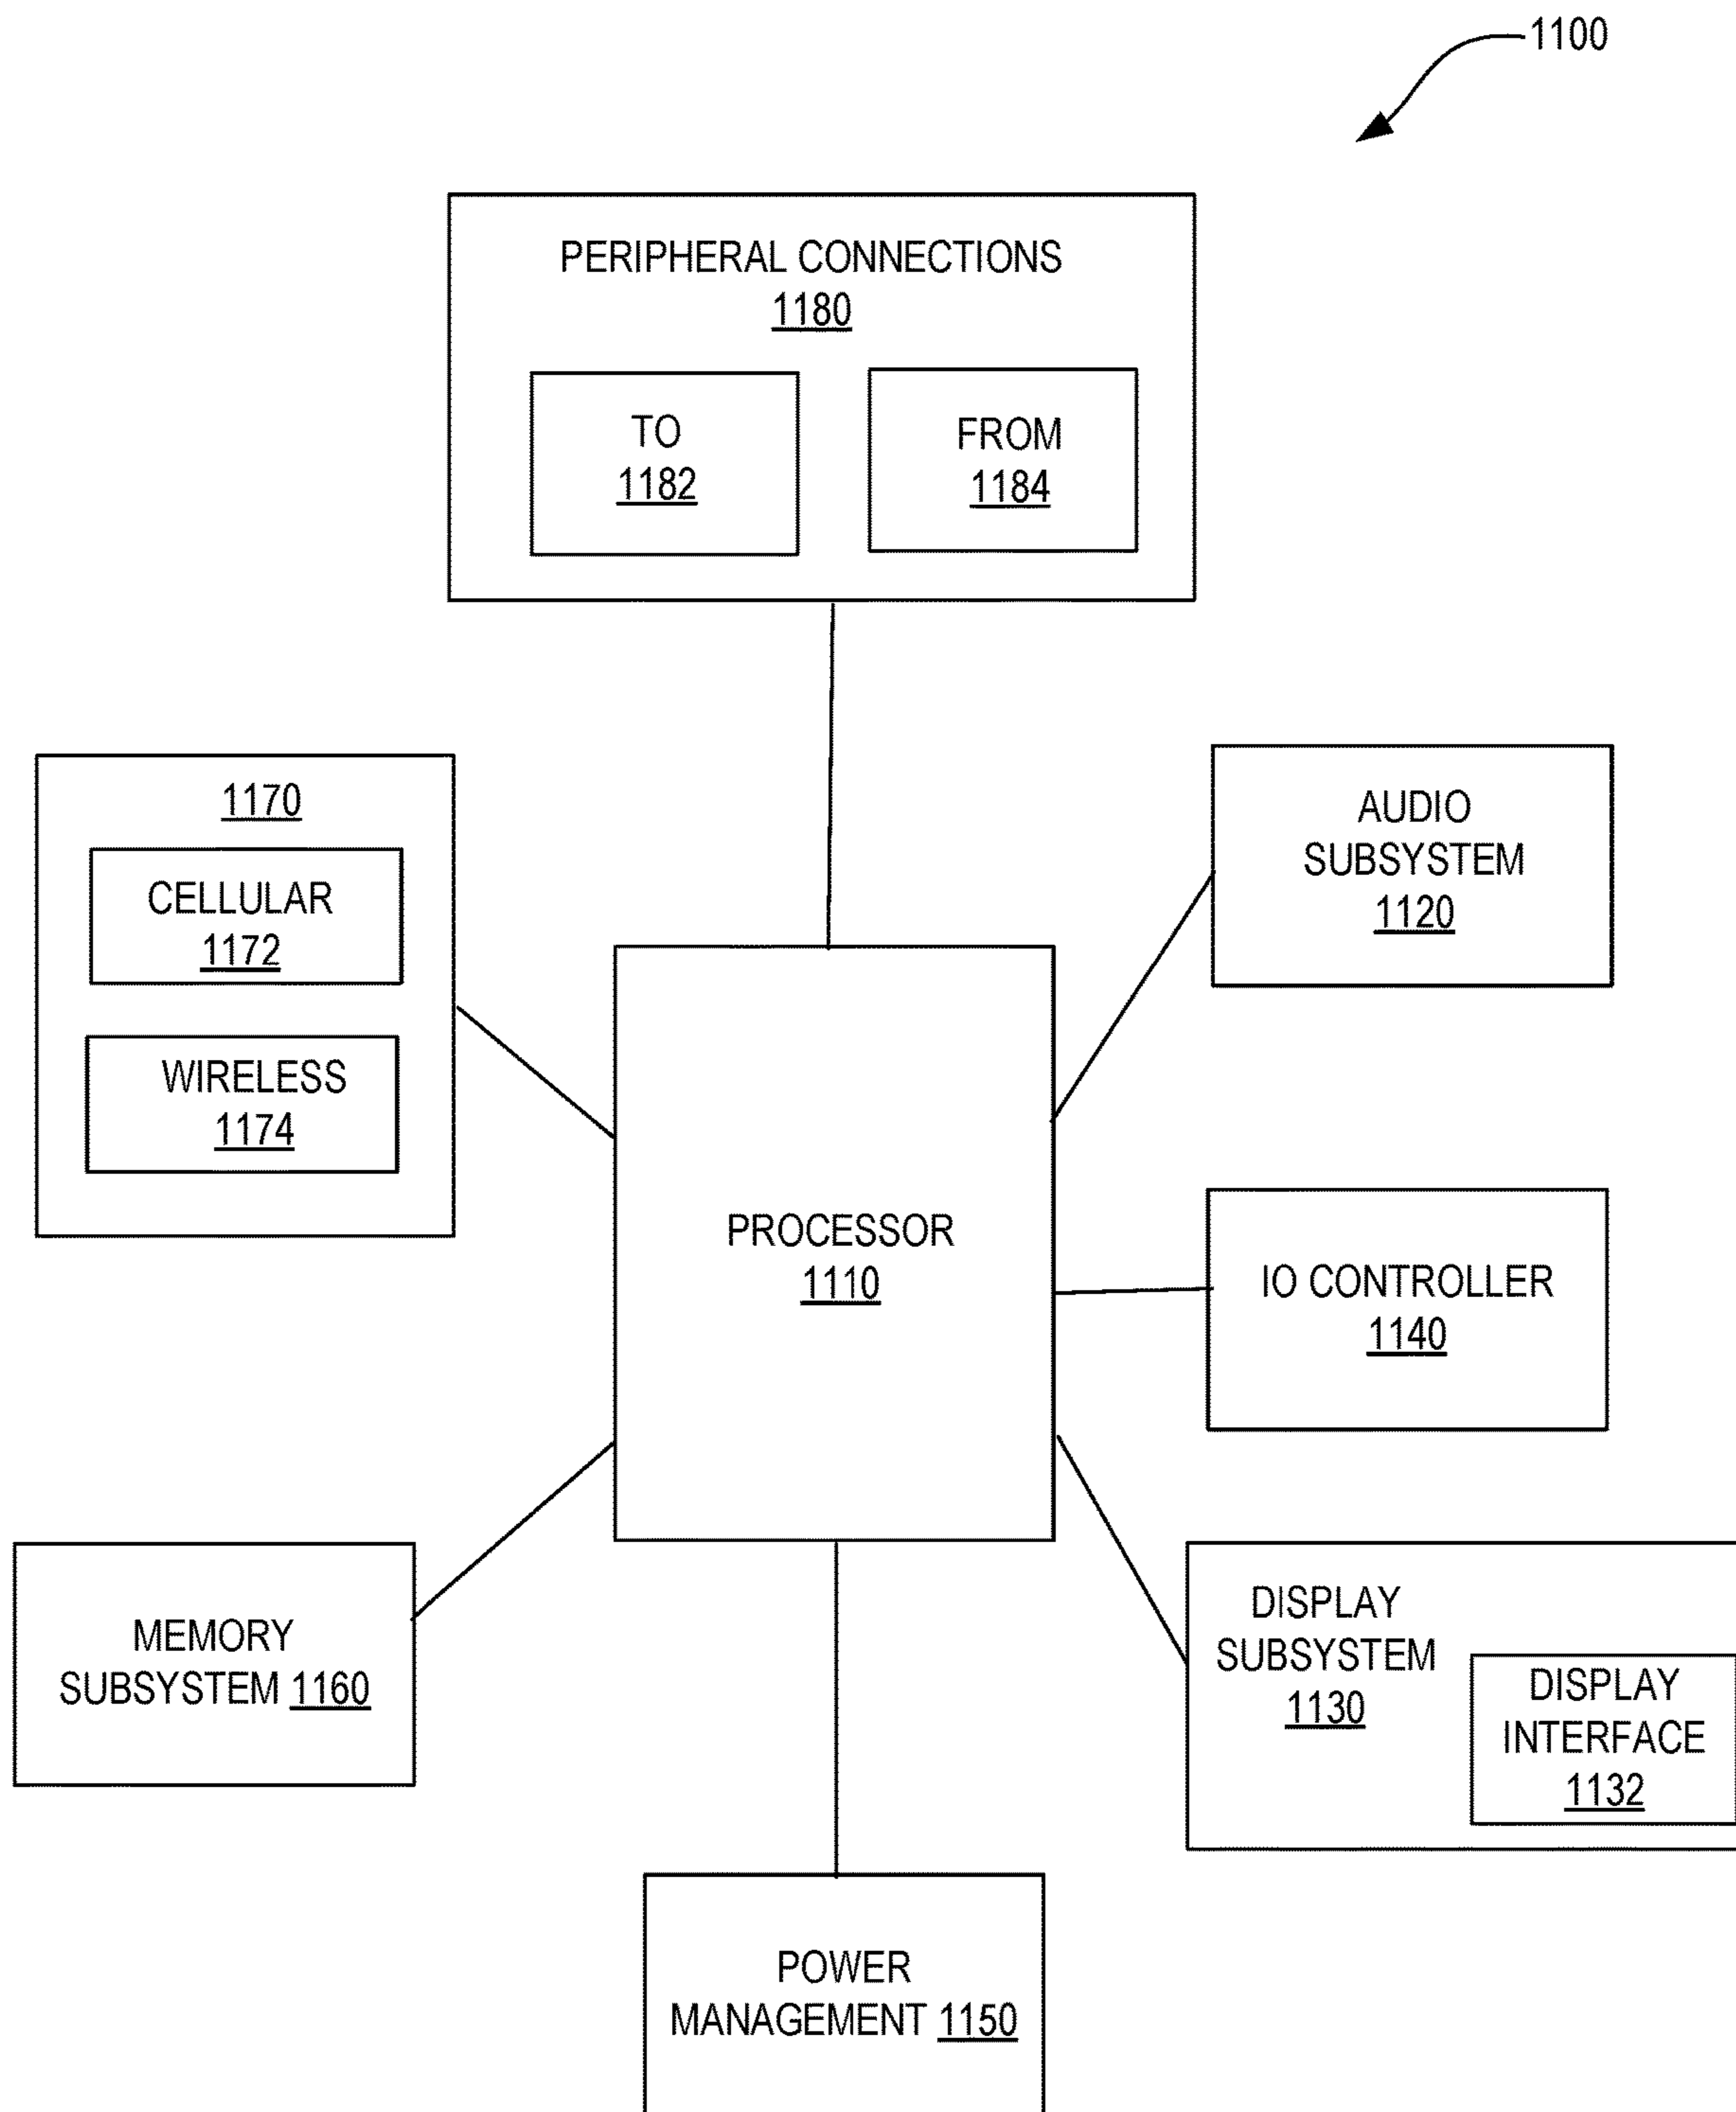 1100
PERIPHERAL CONNECTIONS
1180
TO
1182
FROM
1184
1170
CELLULAR
1172
WIRELESS
1174
AUDIO
SUBSYSTEM
1120
PROCESSOR
1110
IO CONTROLLER
1140
MEMORY
SUBSYSTEM 1160
DISPLAY
SUBSYSTEM
1130
DISPLAY
INTERFACE
1132
POWER
MANAGEMENT 1150